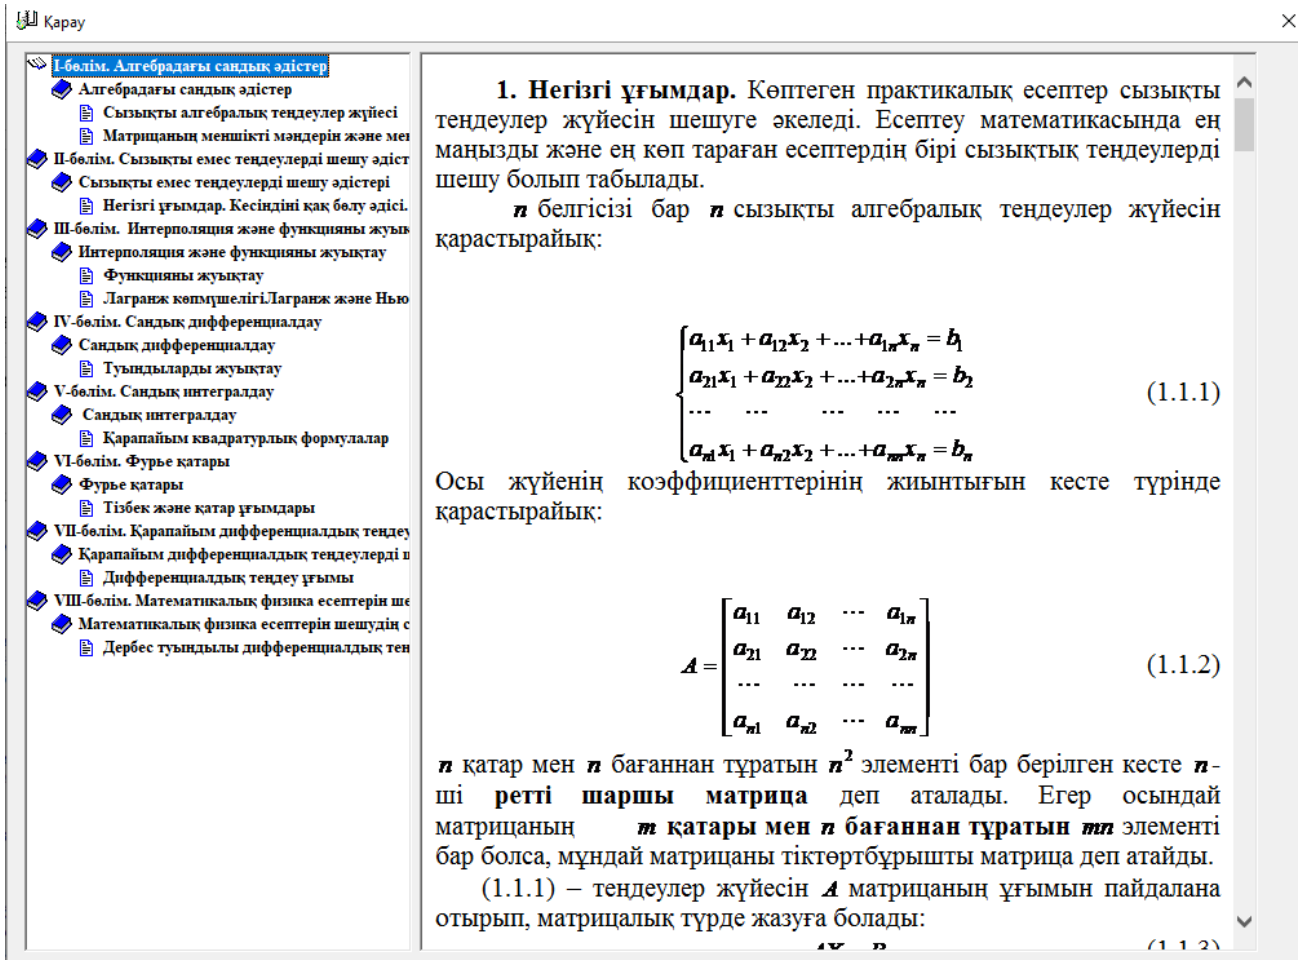 Қарау
I-бөлім. Алгебрадағы сандық әдістер
Алгебрадағы сандық әдістер
Сызықты алгебралық теңдеулер жүйесі
Матрицаның меншікті мәндерін және
II-бөлім. Сызықты емес теңдеулерді шешу
Сызықты емес теңдеулерді шешу әдістері
Негізгі ұғымдар. Кесіндіні қақ бөлу әдісі.
III-бөлім. Интерполяция және функцияны
Интерполяция және функцияны жуықтау
Функцияны жуықтау
Лагранж көпмүшелігіЛагранж және
IV-бөлім. Сандық дифференциалдау
Сандық дифференциалдау
Туындыларды жуықтау
V-бөлім. Сандық интегралдау
Сандық интегралдау
Қарапайым квадратурлық формулалар
VI-бөлім. Фурье қатары
Фурье қатары
Тізбек және қатар ұғымдары
VII-бөлім. Қарапайым дифференциалдық
Қарапайым дифференциалдық теңдеулерді
Дифференциалдық теңдеу ұғымы
VIII-бөлім. Математикалық физика есептерін
Математикалық физика есептерін шешудің
Дербес туындылы дифференциалдық
1. Негізгі ұғымдар. Көптеген практикалық есептер сызықты
теңдеулер жүйесін шешуге әкеледі. Есептеу математикасында ең
маңызды және ең көп тараған есептердің бірі сызықтық теңдеулерді
шешу болып табылады.
n белгісізі бар n сызықты алгебралық теңдеулер жүйесін
қарастырайық:
a₁₁x₁ + a₁₂x₂ + ...+a₁ₙxₙ = b₁
a₂₁x₁ + a₂₂x₂ + ...+a₂ₙxₙ = b₂ (1.1.1)
... ... ... ... ...
aₙ₁x₁ + aₙ₂x₂ + ...+aₙₙxₙ = bₙ
Осы жүйенің коэффициенттерінің жиынтығын кесте түрінде
қарастырайық:
a₁₁ a₁₂ ... a₁ₙ
A = a₂₁ a₂₂ ... a₂ₙ (1.1.2)
... ... ... ...
aₙ₁ aₙ₂ ... aₙₙ
n қатар мен n бағаннан тұратын n² элементі бар берілген кесте n-
ші ретті шаршы матрица деп аталады. Егер осындай
матрицаның m қатары мен n бағаннан тұратын mn элементі
бар болса, мұндай матрицаны тіктөртбұрышты матрица деп атайды.
(1.1.1) – теңдеулер жүйесін A матрицаның ұғымын пайдалана
отырып, матрицалық түрде жазуға болады: